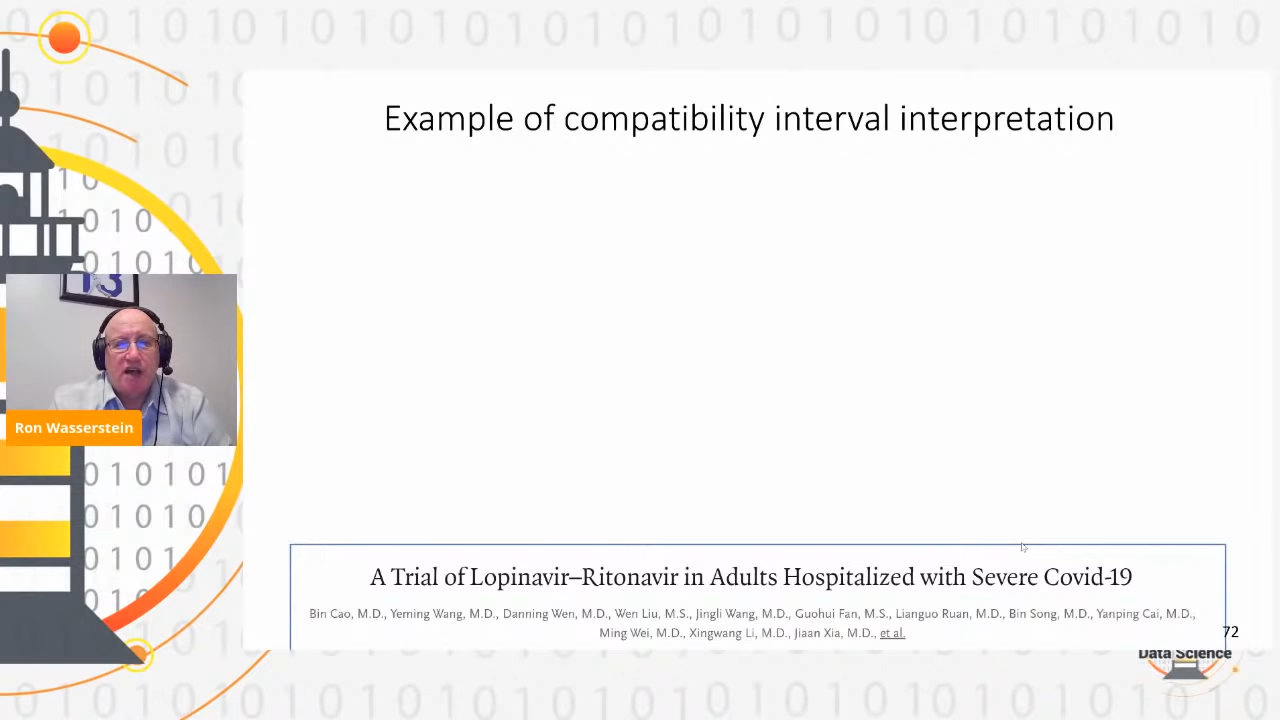 Example of compatibility interval interpretation
13
Ron Wasserstein
A Trial of Lopinavir–Ritonavir in Adults Hospitalized with Severe Covid-19
Bin Cao, M.D., Yeming Wang, M.D., Danning Wen, M.D., Wen Liu, M.S., Jingli Wang, M.D., Guohui Fan, M.S., Lianguo Ruan, M.D., Bin Song, M.D., Yanping Cai, M.D.,
Ming Wei, M.D., Xingwang Li, M.D., Jiaan Xia, M.D., et al.
72
Data Science